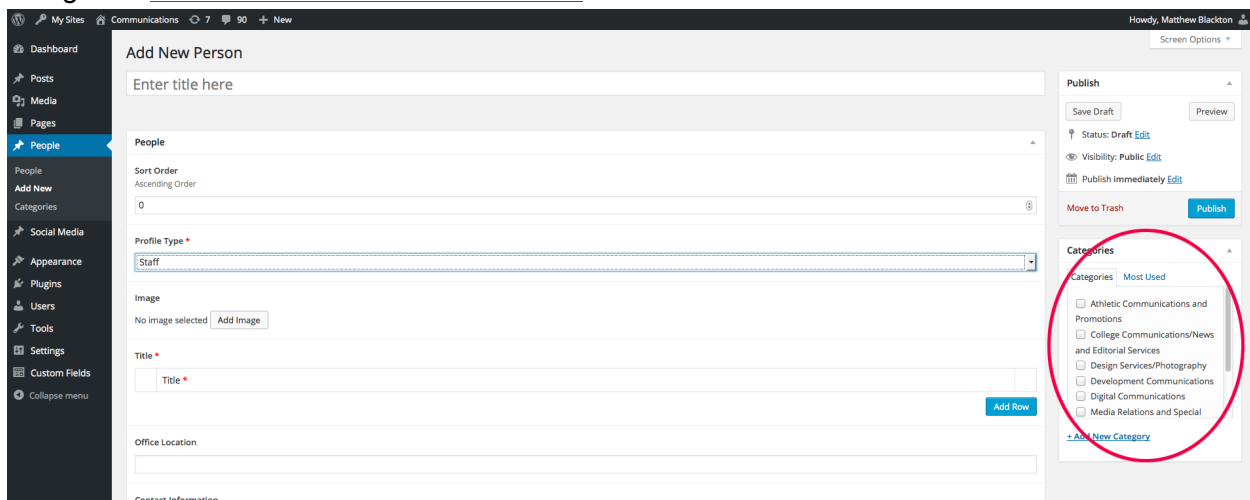 My Sites Communications 7 90 + New Howdy, Matthew Blackton
Screen Options
Dashboard
Posts
Media
Pages
People
People
Add New
Categories
Social Media
Appearance
Plugins
Users
Tools
Settings
Custom Fields
Collapse menu
Add New Person
Enter title here
People
Sort Order
Ascending Order
0
Profile Type *
Staff
Image
No image selected Add Image
Title *
Title *
Add Row
Office Location
Contact Information
Publish
Save Draft Preview
Status: Draft Edit
Visibility: Public Edit
Publish immediately Edit
Move to Trash Publish
Categories
Categories Most Used
Athletic Communications and
Promotions
College Communications/News
and Editorial Services
Design Services/Photography
Development Communications
Digital Communications
Media Relations and Special
+ Add New Category